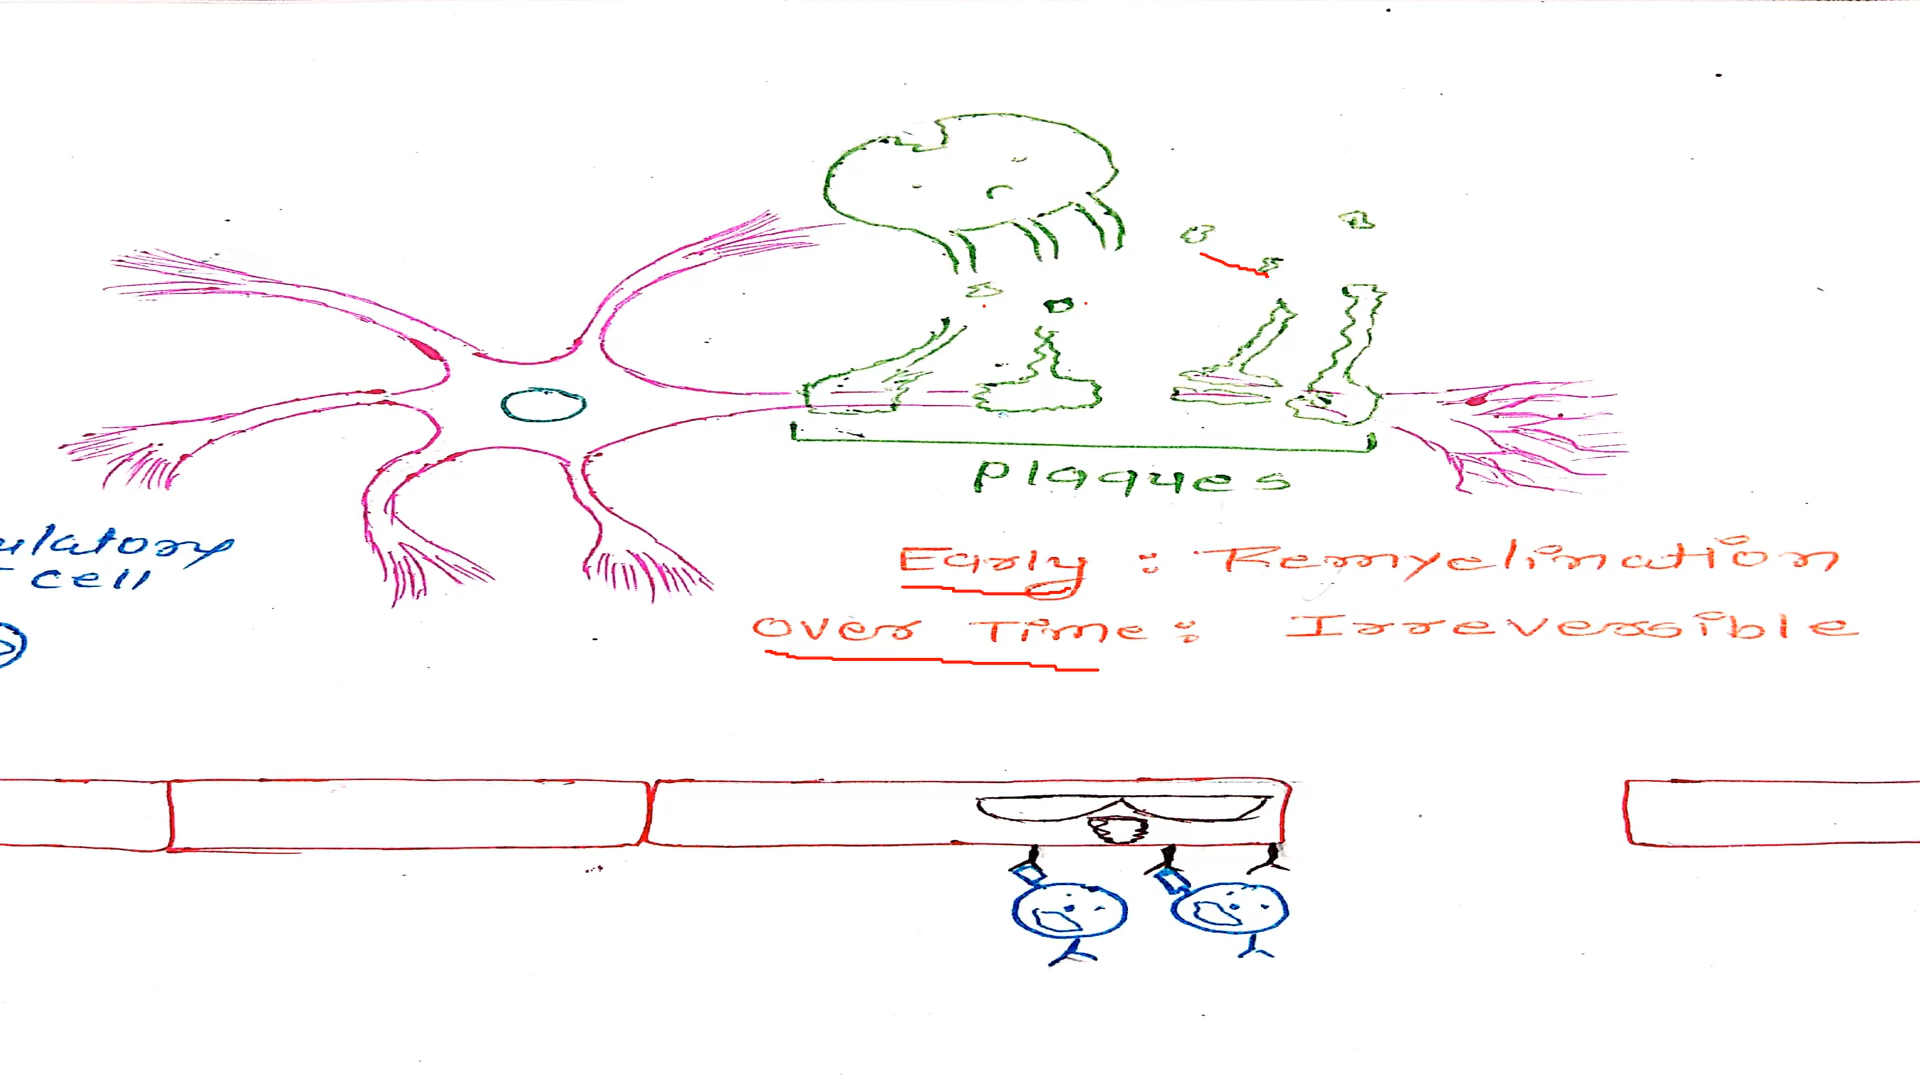 Plaques
ulatory
cell
Early : Remyelination
Over Time : Irreversible